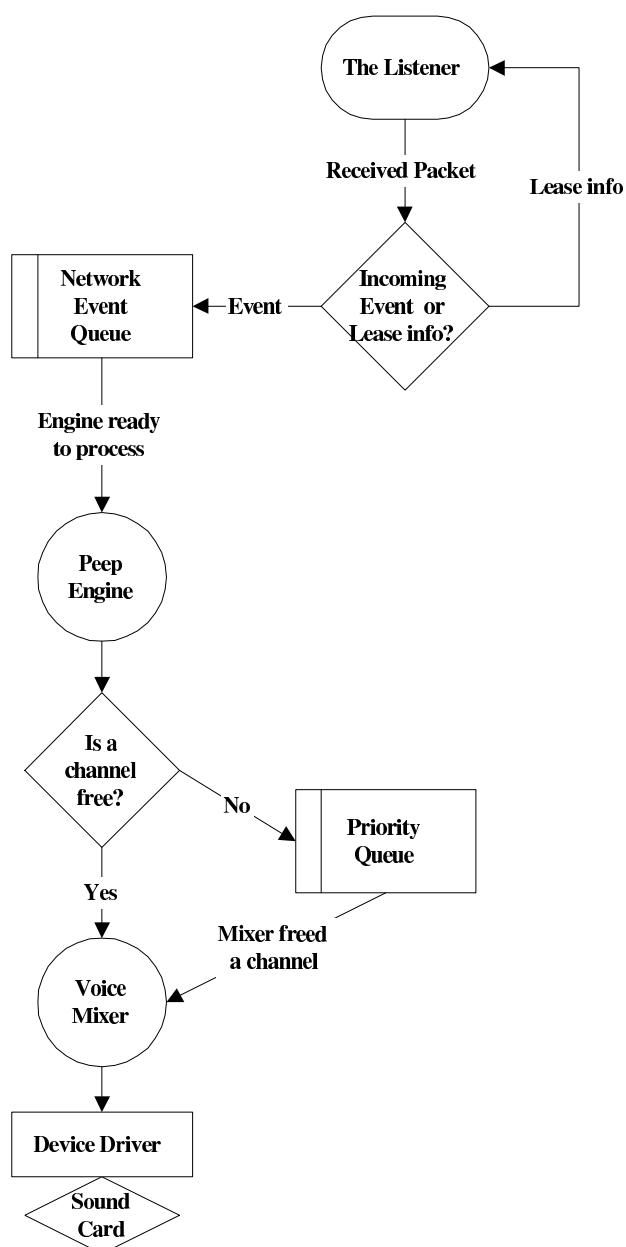 The Listener
Received Packet
Lease info
Incoming
Event or
Lease info?
Event
Network
Event
Queue
Engine ready
to process
Peep
Engine
Is a
channel
free?
No
Priority
Queue
Yes
Mixer freed
a channel
Voice
Mixer
Device Driver
Sound
Card